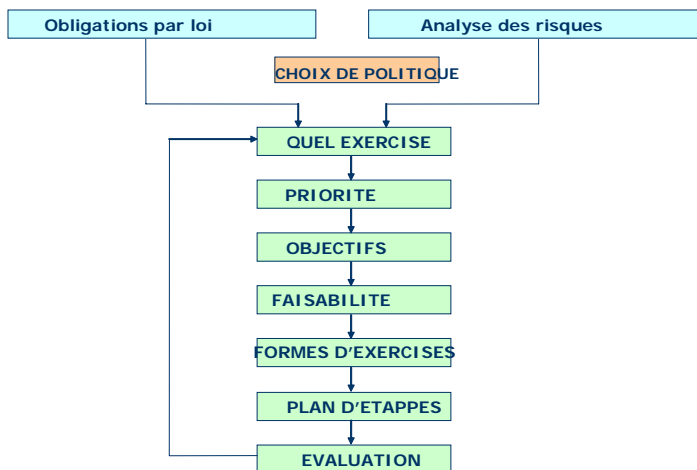 Obligations par loi
Analyse des risques
CHOIX DE POLITIQUE
QUEL EXERCISE
PRIORITE
OBJECTIFS
FAISABILITE
FORMES D'EXERCISES
PLAN D'ETAPPES
EVALUATION